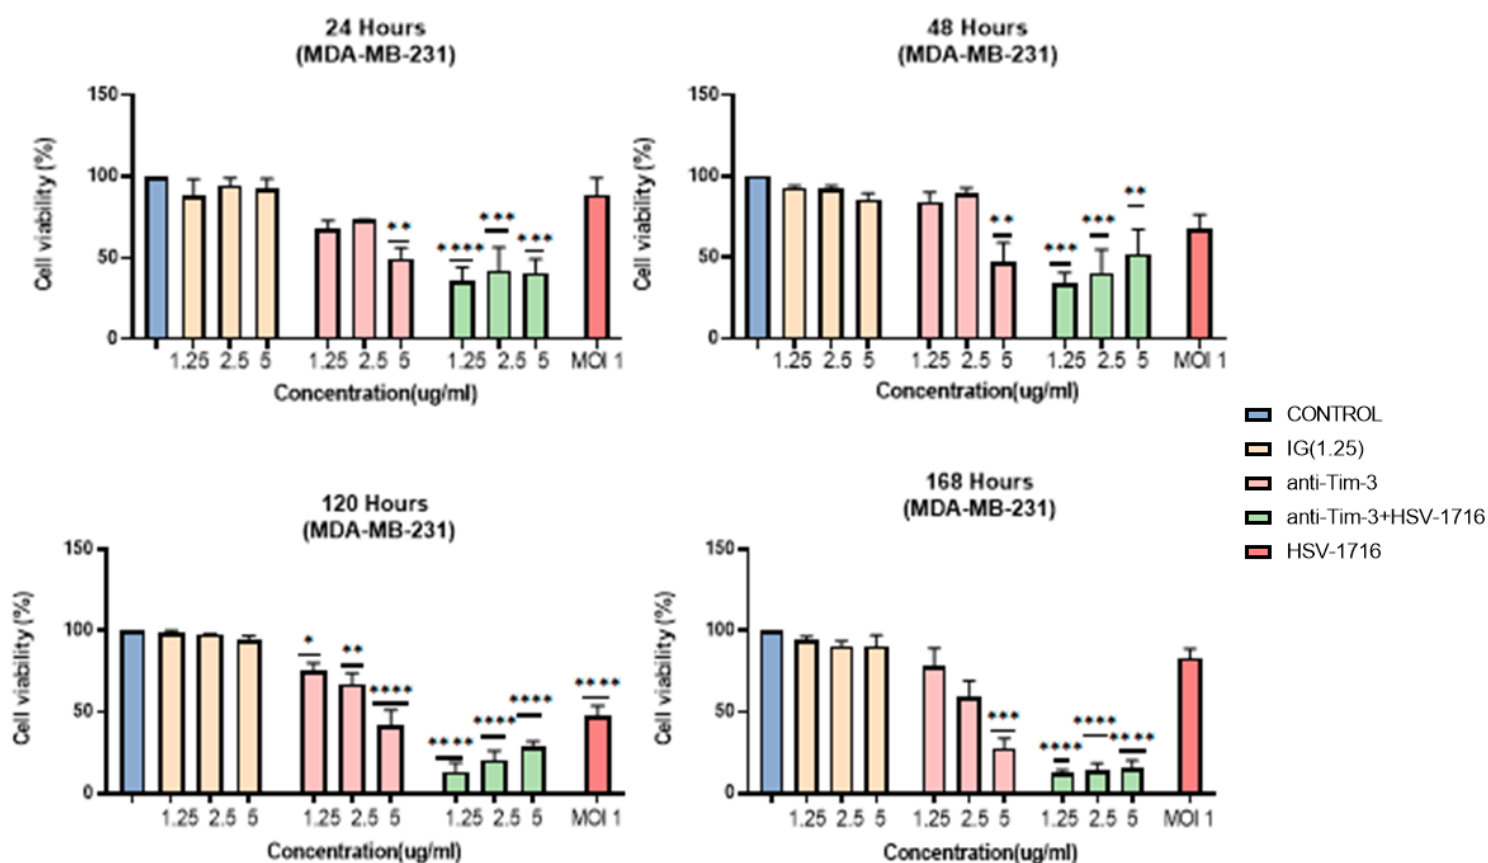 24 Hours
(MDA-MB-231)
150
100
50
0
Cell viability (%)
**
****
***
***
1.25 2.5 5
1.25 2.5 5
1.25 2.5 5
MOI 1
Concentration(ug/ml)
48 Hours
(MDA-MB-231)
150
100
50
0
Cell viability (%)
**
***
***
**
1.25 2.5 5
1.25 2.5 5
1.25 2.5 5
MOI 1
Concentration(ug/ml)
CONTROL
IG(1.25)
anti-Tim-3
anti-Tim-3+HSV-1716
HSV-1716
120 Hours
(MDA-MB-231)
150
100
50
0
Cell viability (%)
*
**
****
****
****
****
****
1.25 2.5 5
1.25 2.5 5
1.25 2.5 5
MOI 1
Concentration(ug/ml)
168 Hours
(MDA-MB-231)
150
100
50
0
Cell viability (%)
***
****
****
****
1.25 2.5 5
1.25 2.5 5
1.25 2.5 5
MOI 1
Concentration(ug/ml)